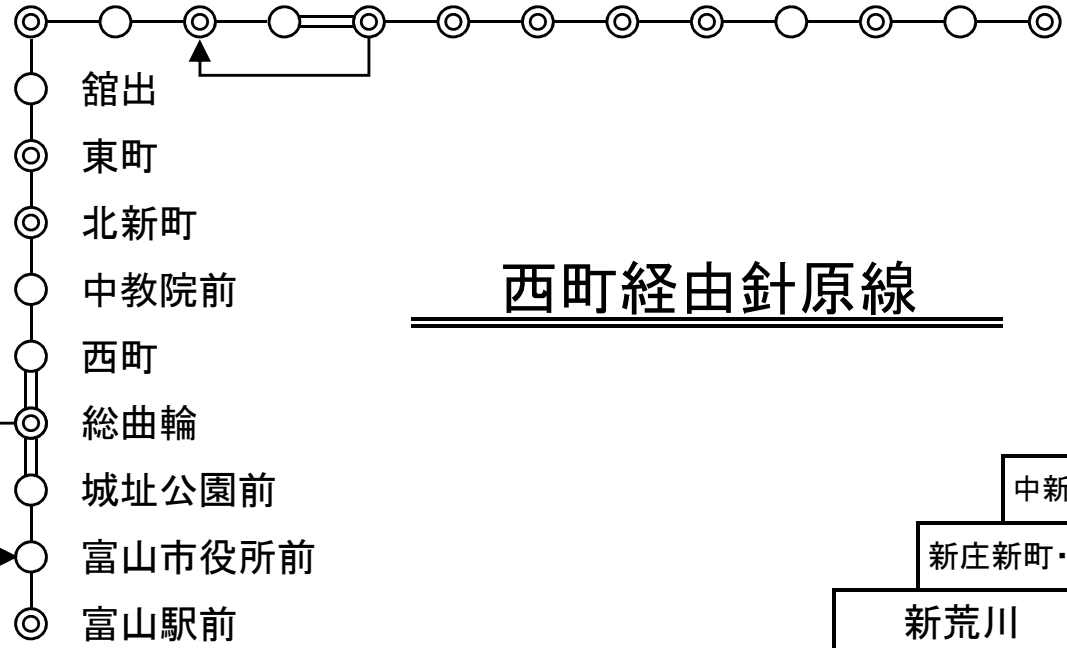 舘出
東町
北新町
中教院前
西町経由針原線
西町
総曲輪
城址公園前
中新
富山市役所前
新庄新町・
富山駅前
新荒川